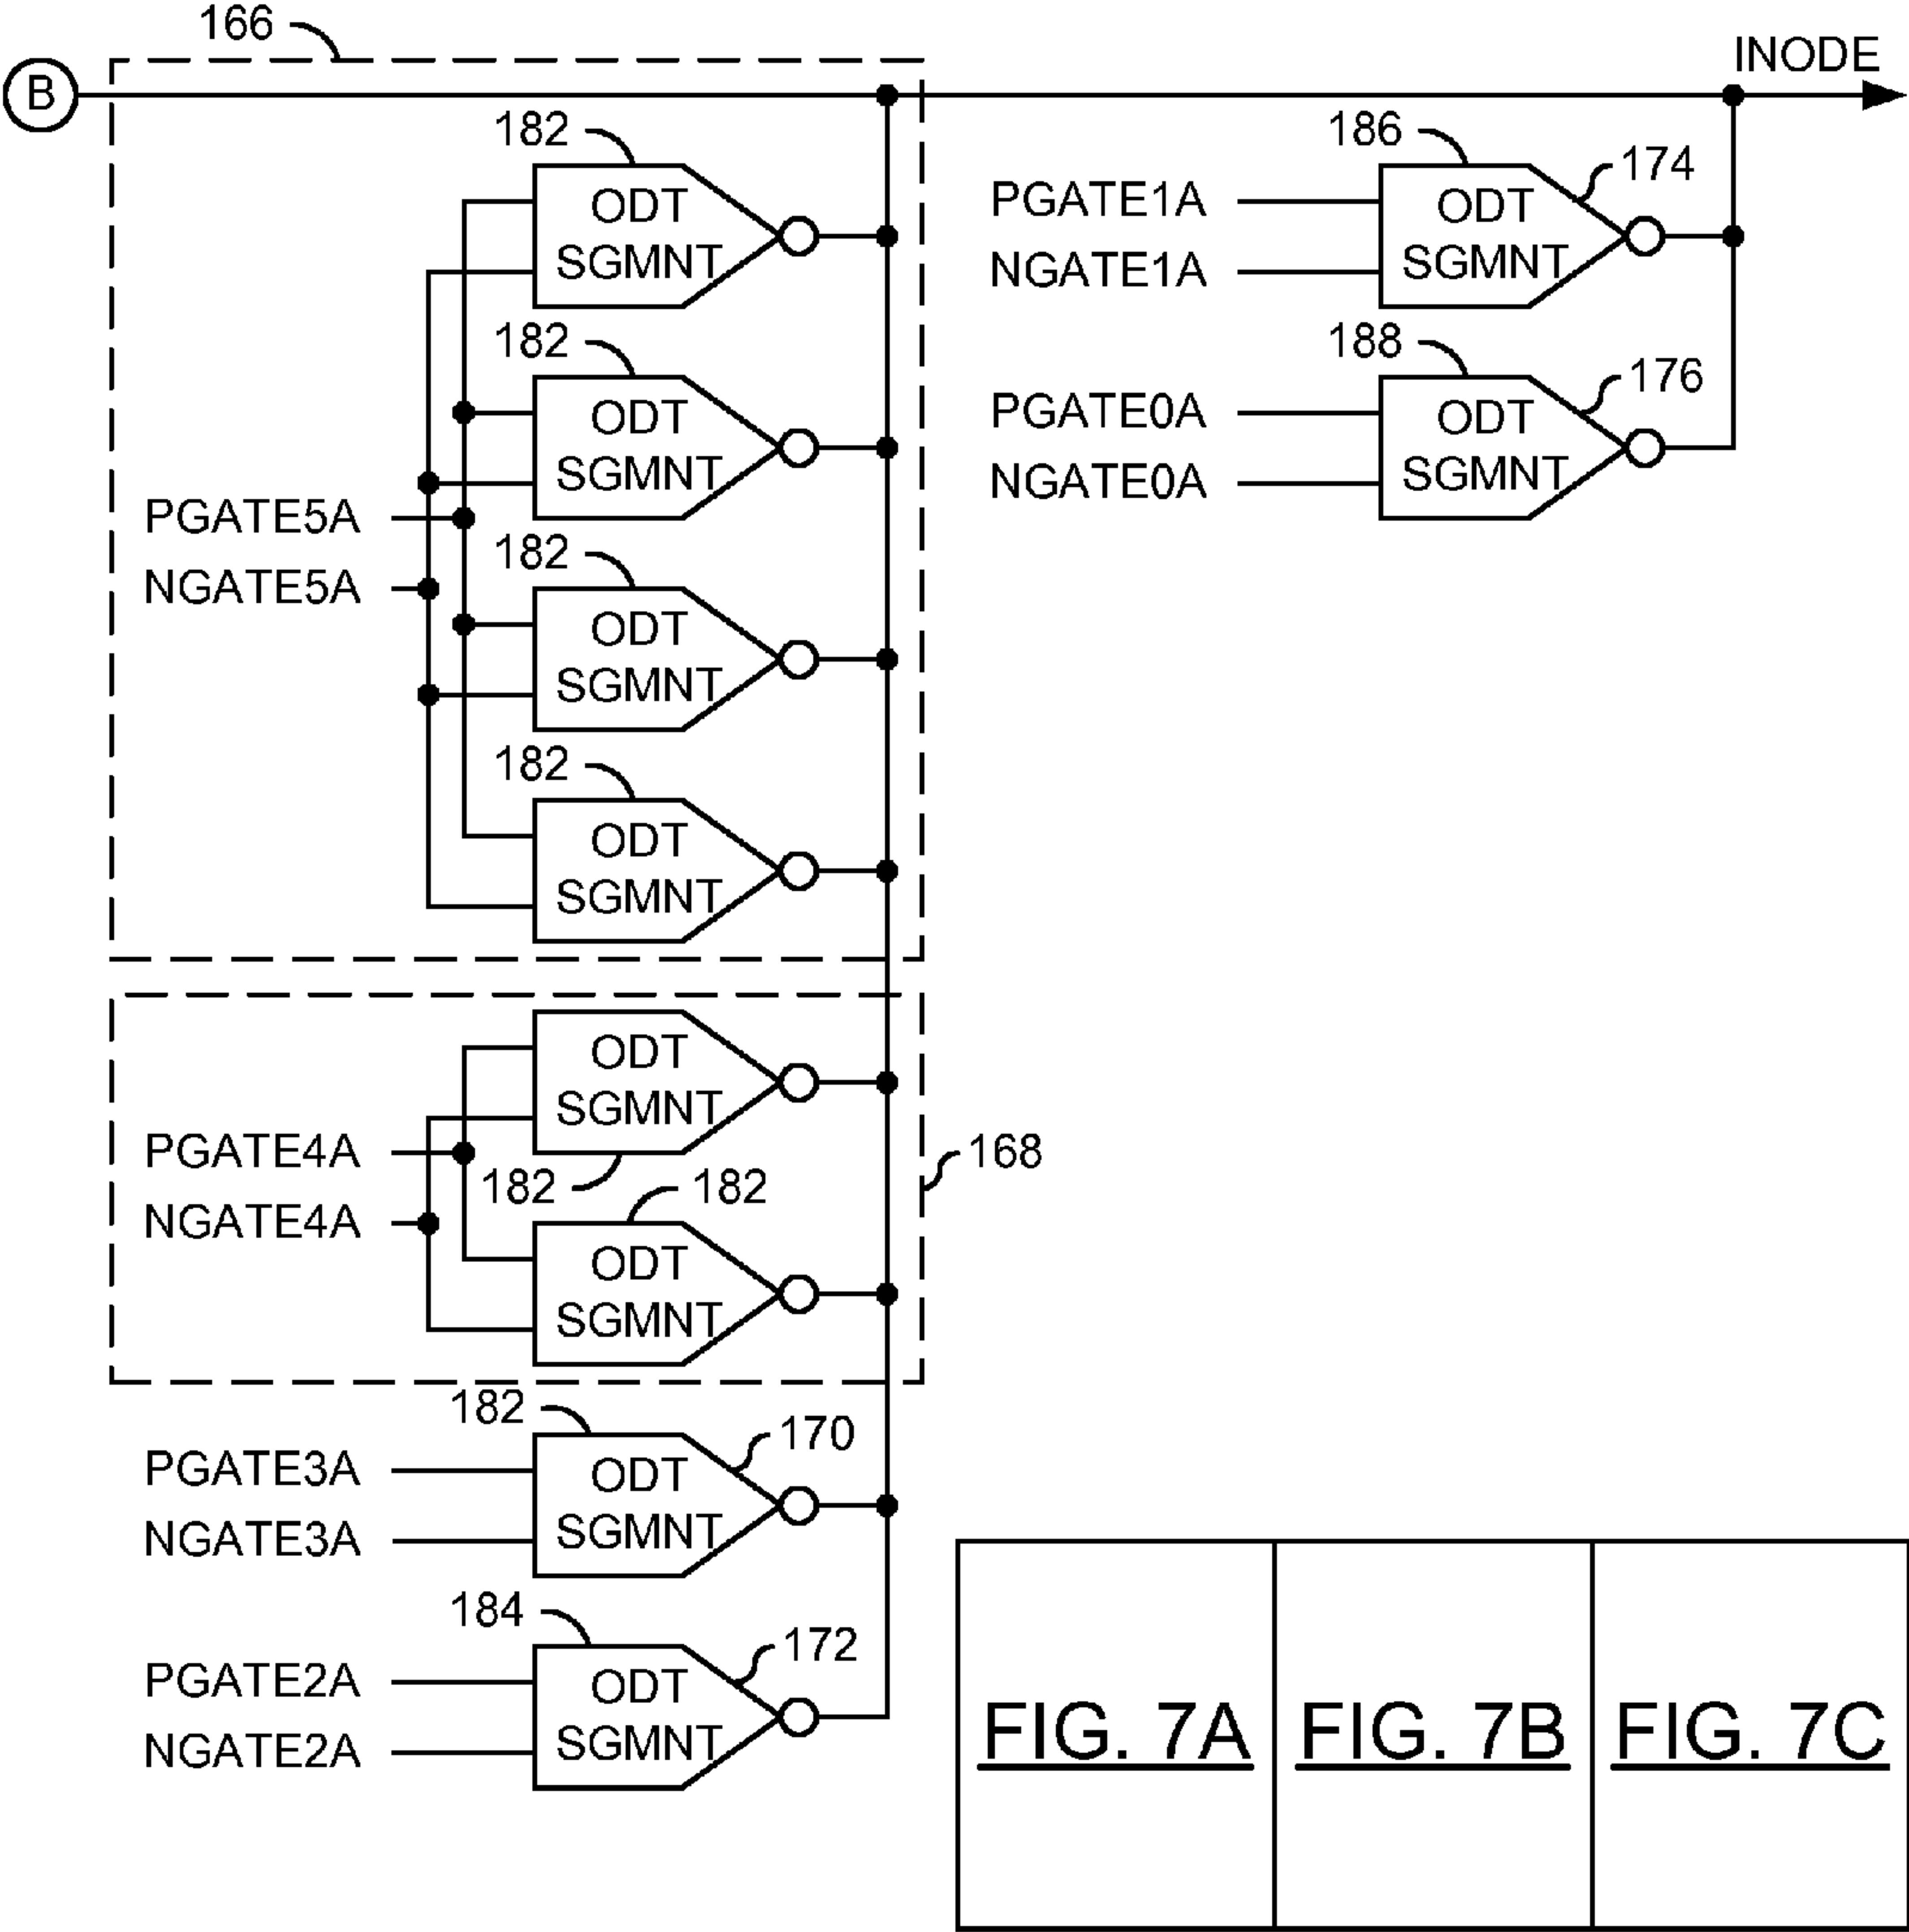 166
B
INODE
182
ODT
SGMNT
182
ODT
SGMNT
PGATE5A
NGATE5A
182
ODT
SGMNT
182
ODT
SGMNT
ODT
SGMNT
PGATE4A
NGATE4A
182
182
168
ODT
SGMNT
182
170
PGATE3A
NGATE3A
ODT
SGMNT
184
172
PGATE2A
NGATE2A
ODT
SGMNT
186
174
PGATE1A
NGATE1A
ODT
SGMNT
188
176
PGATE0A
NGATE0A
ODT
SGMNT
FIG. 7A
FIG. 7B
FIG. 7C